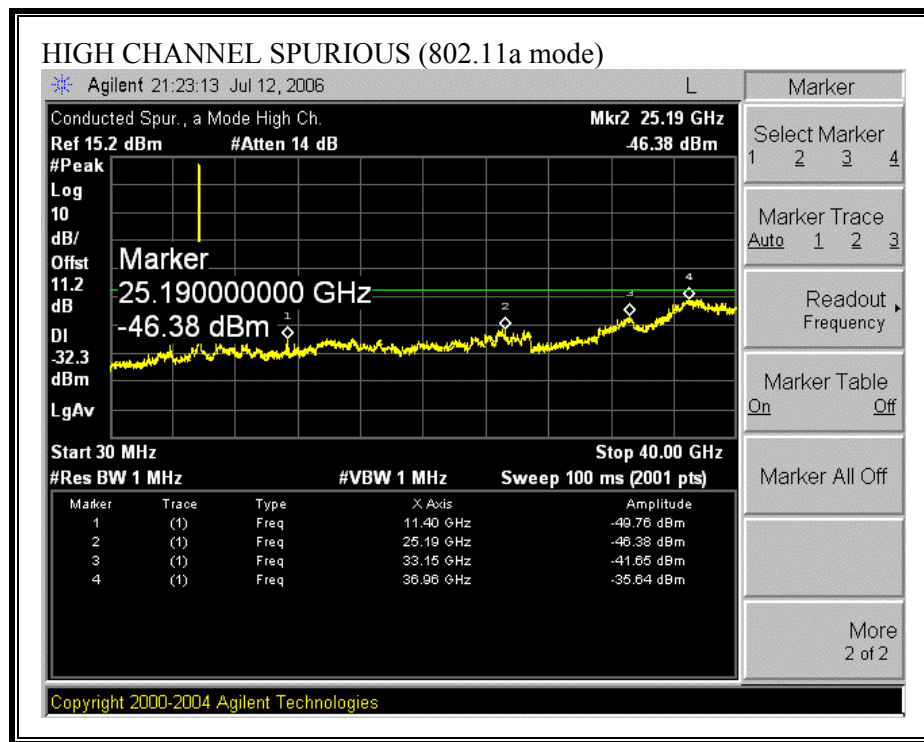 HIGH CHANNEL SPURIOUS (802.11a mode)
Agilent 21:23:13 Jul 12, 2006 L
Conducted Spur., a Mode High Ch. Mkr2 25.19 GHz
Ref 15.2 dBm #Atten 14 dB -46.38 dBm
#Peak
Log
10
dB/
Offst
11.2
dB
DI
-32.3
dBm
LgAv
Marker
25.190000000 GHz
-46.38 dBm
1
2
3
4
Start 30 MHz Stop 40.00 GHz
#Res BW 1 MHz #VBW 1 MHz Sweep 100 ms (2001 pts)
Marker Trace Type X Axis Amplitude
1 (1) Freq 11.40 GHz -49.76 dBm
2 (1) Freq 25.19 GHz -46.38 dBm
3 (1) Freq 33.15 GHz -41.65 dBm
4 (1) Freq 36.96 GHz -35.64 dBm
Copyright 2000-2004 Agilent Technologies
Marker
Select Marker
1 2 3 4
Marker Trace
Auto 1 2 3
Readout
Frequency
Marker Table
On Off
Marker All Off
More
2 of 2